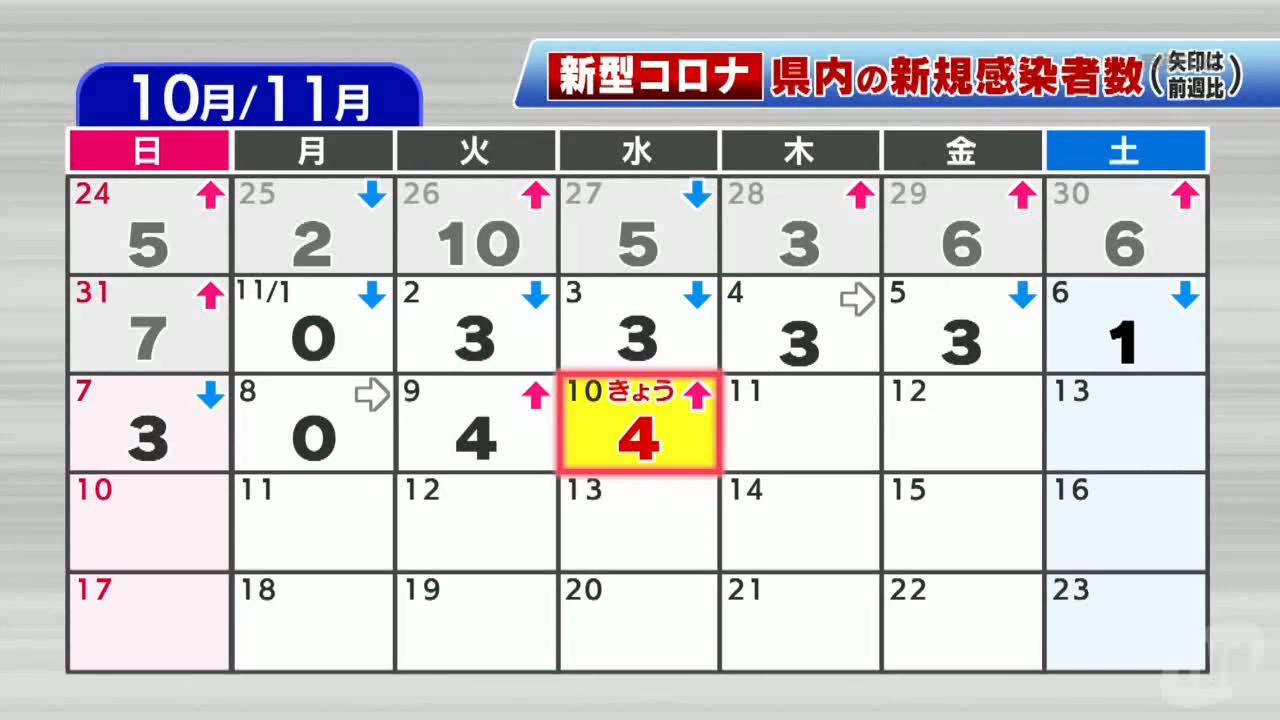 新型コロナ 県内の新規感染者数(矢印は前週比)
10月/11月
日 月 火 水 木 金 土
24 25 26 27 28 29 30
5 2 10 5 3 6 6
31 11/1 2 3 4 5 6
7 0 3 3 3 3 1
7 8 9 10きょう 11 12 13
3 0 4 4
10 11 12 13 14 15 16
17 18 19 20 21 22 23